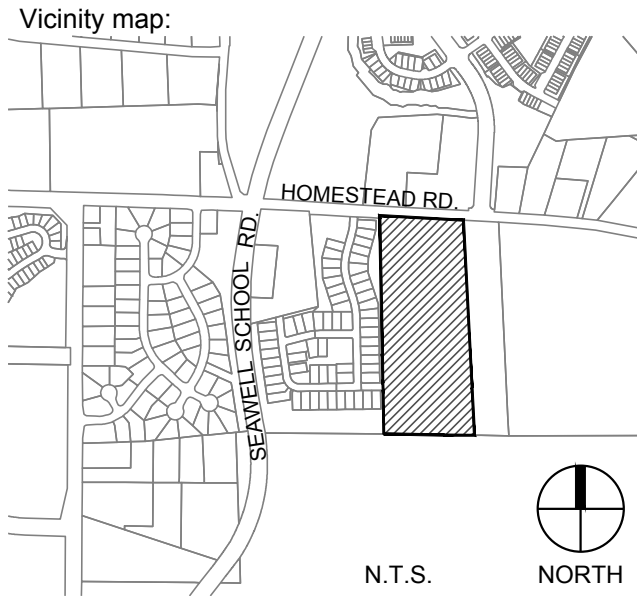 Vicinity map:
HOMESTEAD RD.
SEAWELL SCHOOL RD.
N.T.S.
NORTH